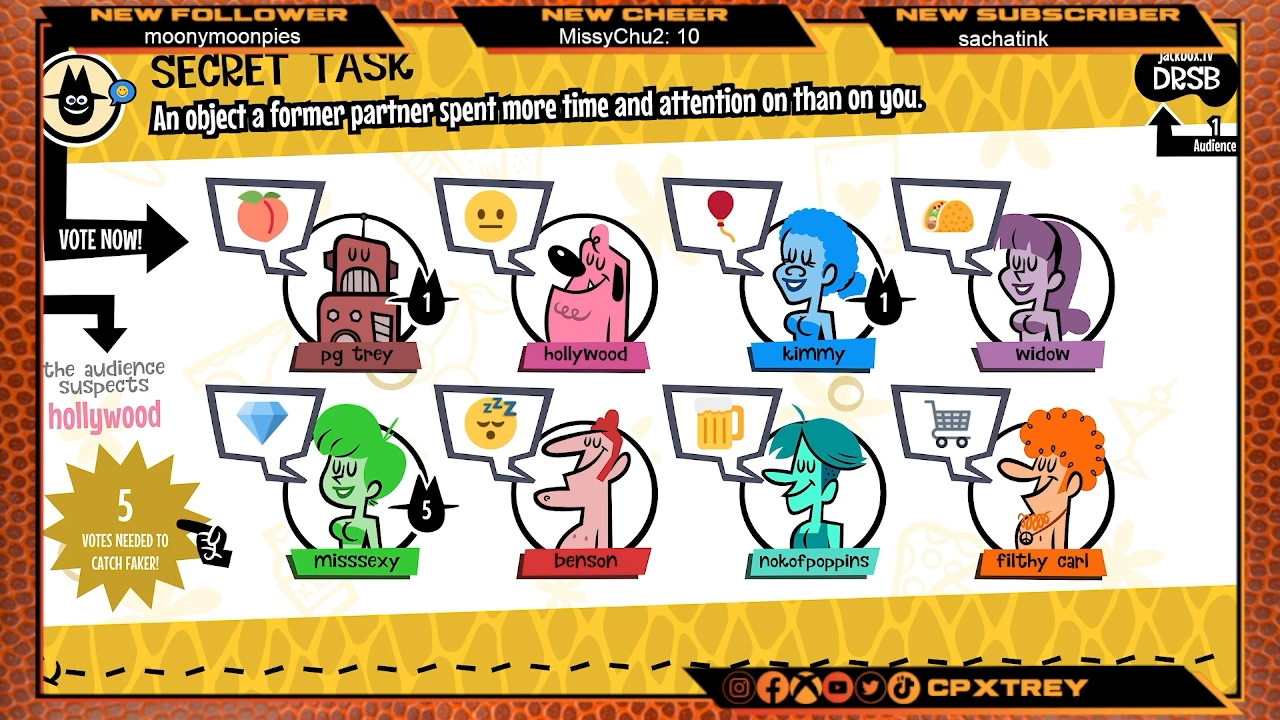 NEW FOLLOWER
moonymoonpies
NEW CHEER
MissyChu2: 10
NEW SUBSCRIBER
sachatink
SECRET TASK
An object a former partner spent more time and attention on than on you.
jackbox.tv
DRSB
1
Audience
VOTE NOW!
pg trey
1
hollywood
kimmy
1
widow
the audience
suspects
hollywood
5
VOTES NEEDED TO
CATCH FAKER!
misssexy
5
benson
nokofpoppins
filthy carl
CPXTREY